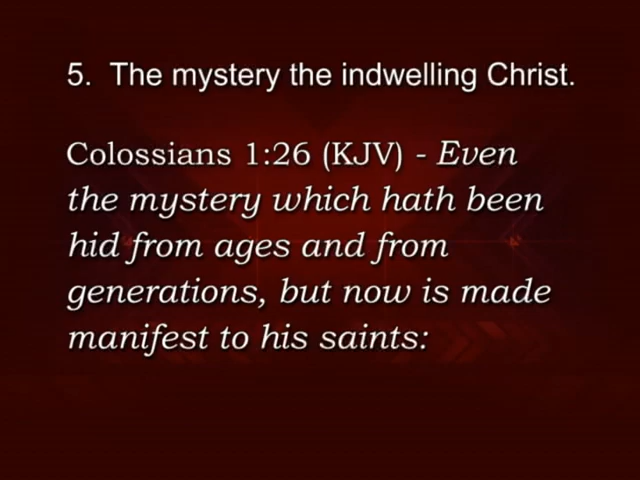 5. The mystery the indwelling Christ.
Colossians 1:26 (KJV) - Even
the mystery which hath been
hid from ages and from
generations, but now is made
manifest to his saints: